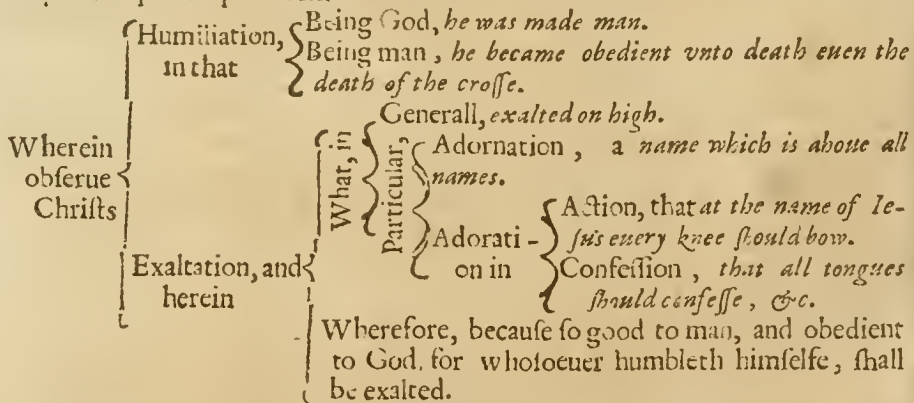 Humiliation, in that
Being God, he was made man.
Being man, he became obedient vnto death euen the
death of the croſſe.
Wherein
obſerue
Chriſts
Exaltation, and
herein
What, in
Generall, exalted on high.
Particular,
Adornation, a name which is aboue all
names.
Adorati-
on in
Action, that at the name of Ie-
ſus euery knee ſhould bow.
Confeſſion, that all tongues
ſhould confeſſe, &c.
Wherefore, becauſe ſo good to man, and obedient
to God, for whoſoeuer humbleth himſelfe, ſhall
be exalted.